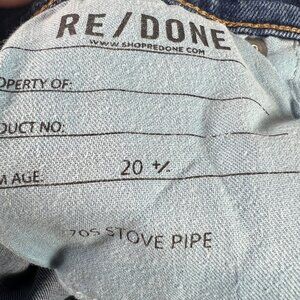 RE/DONE
WWW.SHOPREDONE.COM
OPERTY OF:
DUCT NO:
M AGE: 20 +/-
70S STOVE PIPE